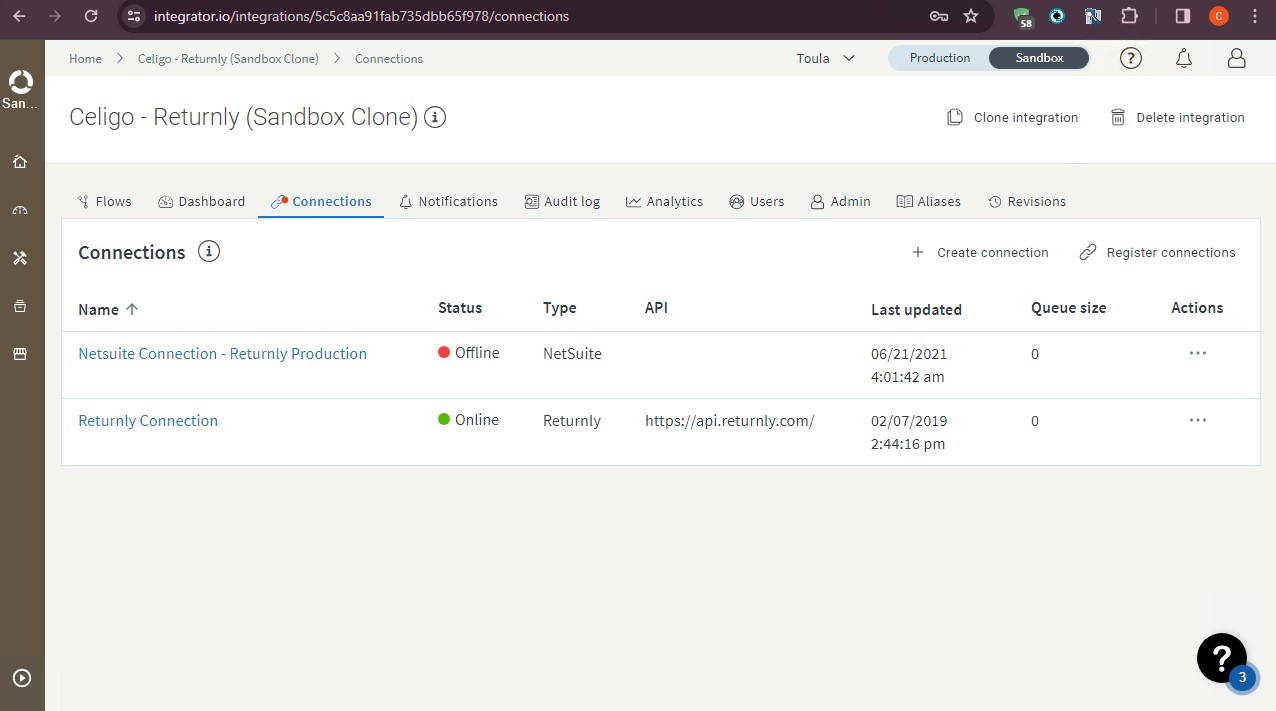 integrator.io/integrations/5c5c8aa91fab735dbb65f978/connections
58
C
San...
Home
Celigo - Returnly (Sandbox Clone)
Connections
Toula
Production
Sandbox
?
Celigo - Returnly (Sandbox Clone)
Clone integration
Delete integration
Flows
Dashboard
Connections
Notifications
Audit log
Analytics
Users
Admin
Aliases
Revisions
Connections
+ Create connection
Register connections
Name Status Type API Last updated Queue size Actions
Netsuite Connection - Returnly Production Offline NetSuite 06/21/2021 0 ...
4:01:42 am
Returnly Connection Online Returnly https://api.returnly.com/ 02/07/2019 0 ...
2:44:16 pm
?
3